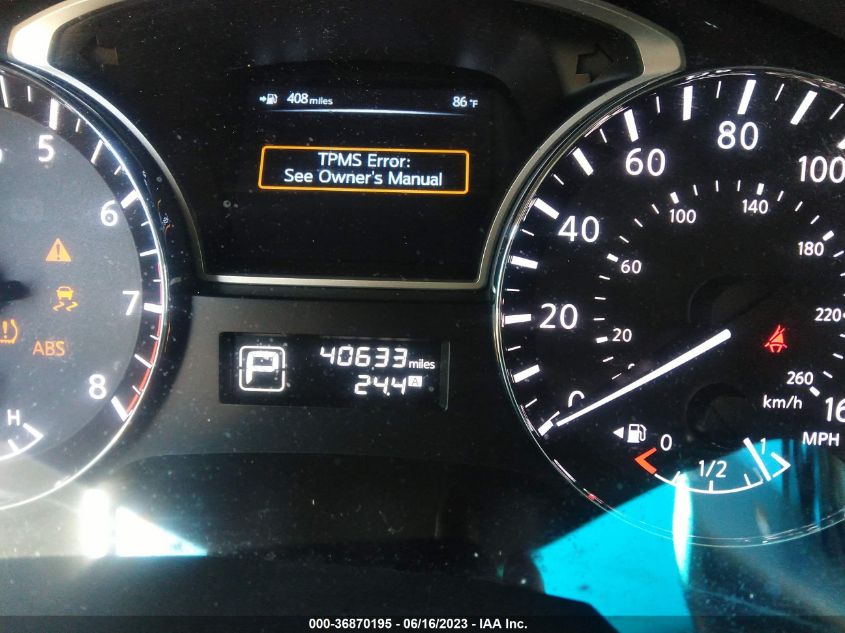 408 miles 86 °F
TPMS Error:
See Owner's Manual
5
6
7
8
H
ABS
P
40633 miles
24.4 A
0
20
40
60
80
100
16
20
60
100
140
180
220
260
km/h
MPH
0
1/2
1
000-36870195 - 06/16/2023 - IAA Inc.